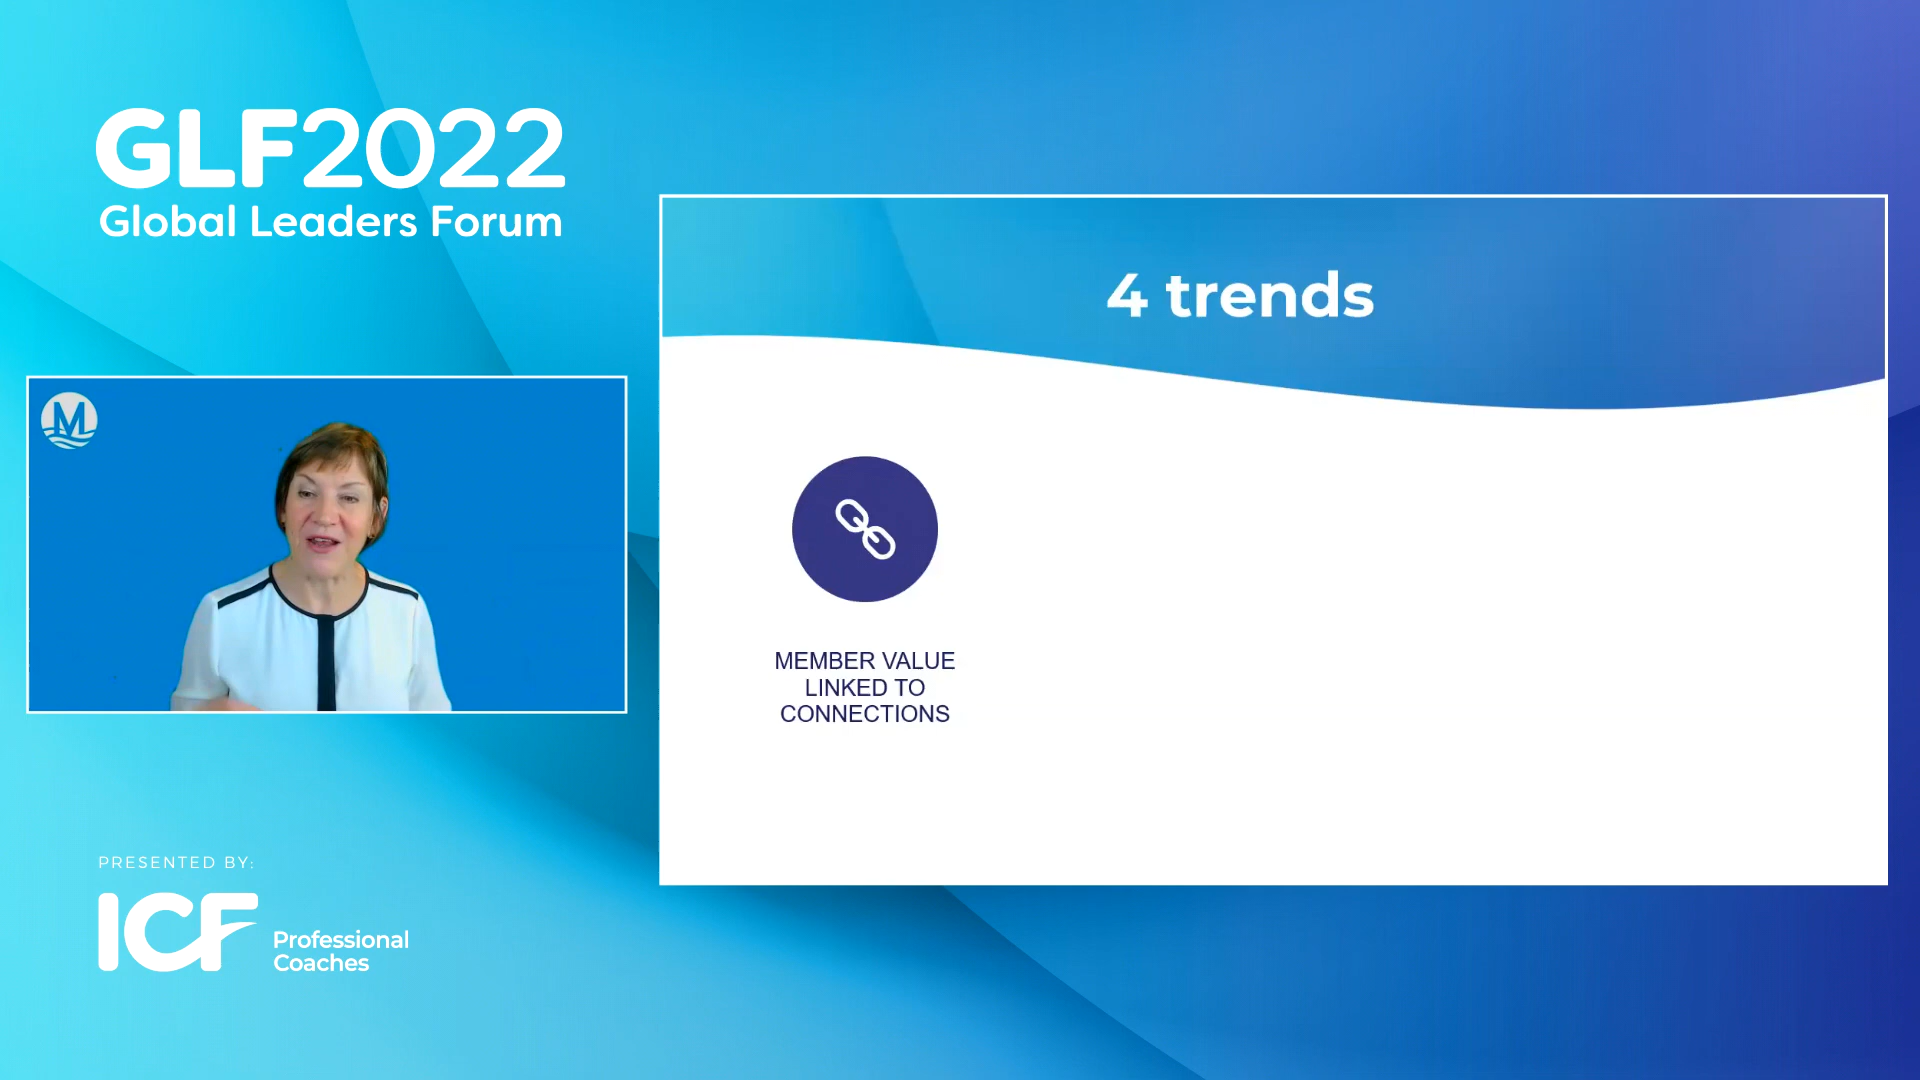 GLF2022
Global Leaders Forum
M
4 trends
MEMBER VALUE
LINKED TO
CONNECTIONS
PRESENTED BY:
ICF
Professional
Coaches